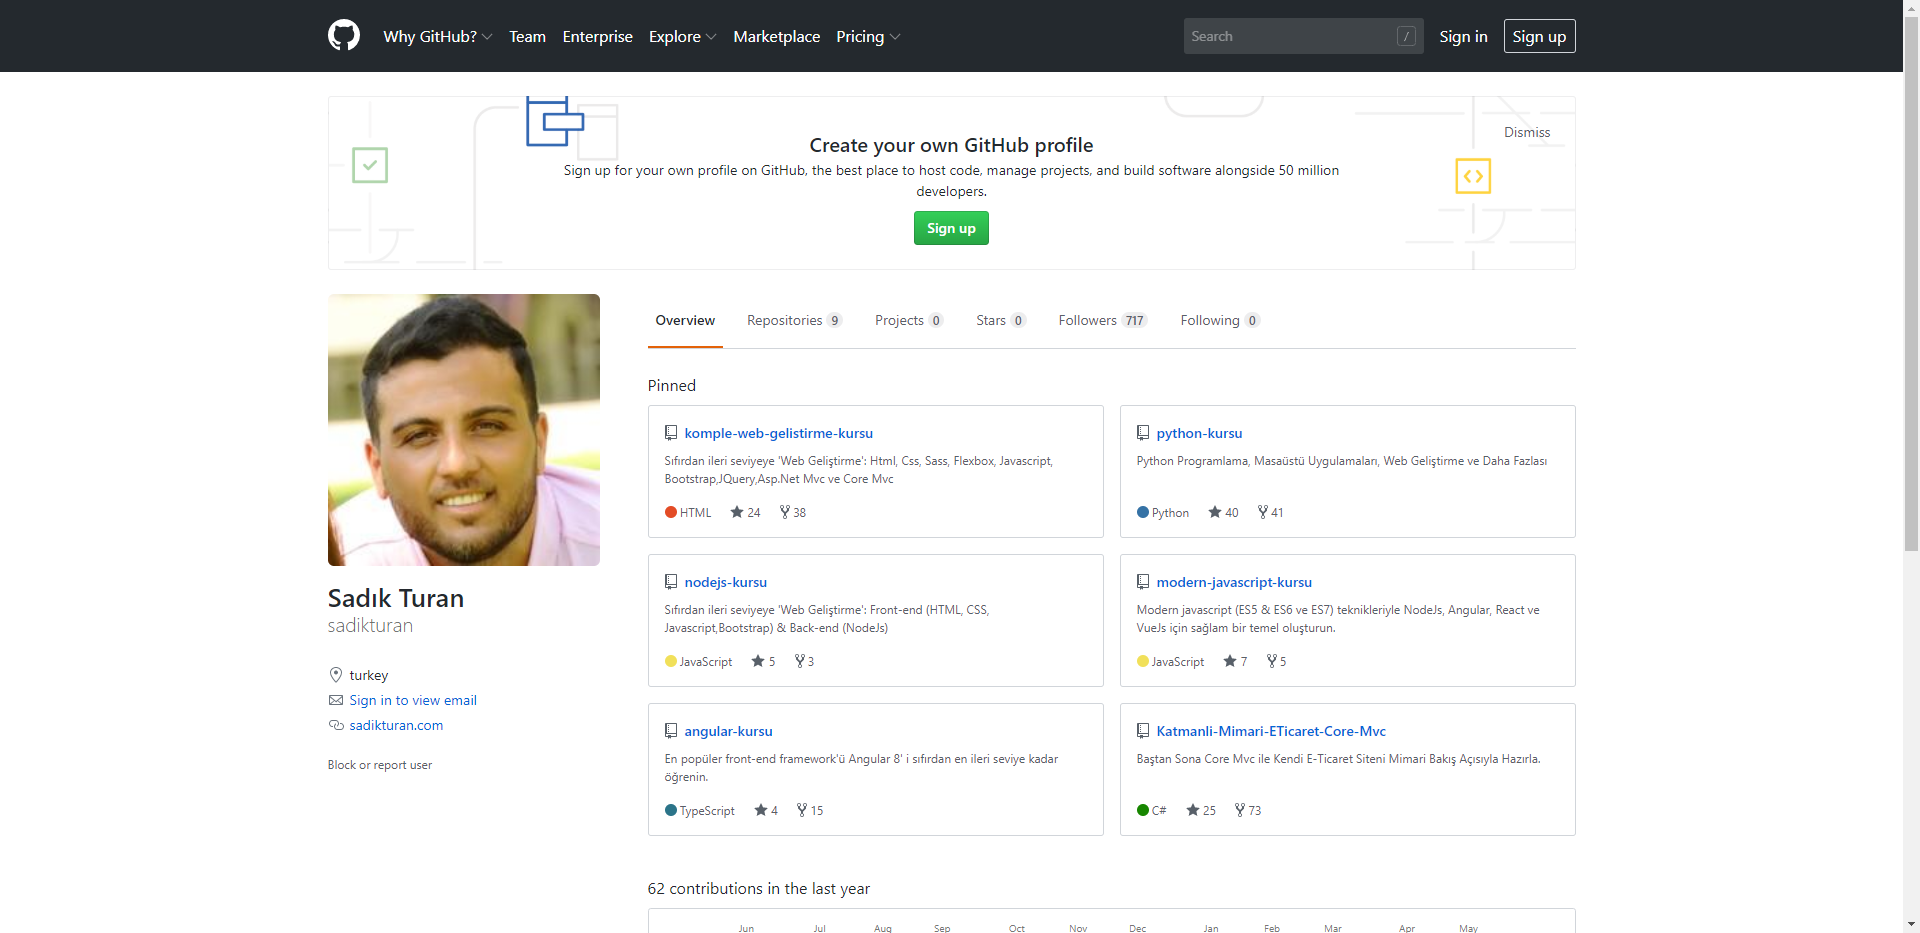 Why GitHub? Team Enterprise Explore Marketplace Pricing Search / Sign in Sign up
Dismiss
Create your own GitHub profile
Sign up for your own profile on GitHub, the best place to host code, manage projects, and build software alongside 50 million
developers.
Sign up
Overview Repositories 9 Projects 0 Stars 0 Followers 717 Following 0
Sadık Turan
sadikturan
turkey
Sign in to view email
sadikturan.com
Block or report user
Pinned
komple-web-gelistirme-kursu
Sıfırdan ileri seviyeye 'Web Geliştirme': Html, Css, Sass, Flexbox, Javascript,
Bootstrap,JQuery,Asp.Net Mvc ve Core Mvc
HTML 24 38
python-kursu
Python Programlama, Masaüstü Uygulamaları, Web Geliştirme ve Daha Fazlası
Python 40 41
nodejs-kursu
Sıfırdan ileri seviyeye 'Web Geliştirme': Front-end (HTML, CSS,
Javascript,Bootstrap) & Back-end (NodeJs)
JavaScript 5 3
modern-javascript-kursu
Modern javascript (ES5 & ES6 ve ES7) teknikleriyle NodeJs, Angular, React ve
VueJs için sağlam bir temel oluşturun.
JavaScript 7 5
angular-kursu
En popüler front-end framework'ü Angular 8' i sıfırdan en ileri seviye kadar
öğrenin.
TypeScript 4 15
Katmanli-Mimari-ETicaret-Core-Mvc
Baştan Sona Core Mvc ile Kendi E-Ticaret Siteni Mimari Bakış Açısıyla Hazırla.
C# 25 73
62 contributions in the last year
Jun Jul Aug Sep Oct Nov Dec Jan Feb Mar Apr May